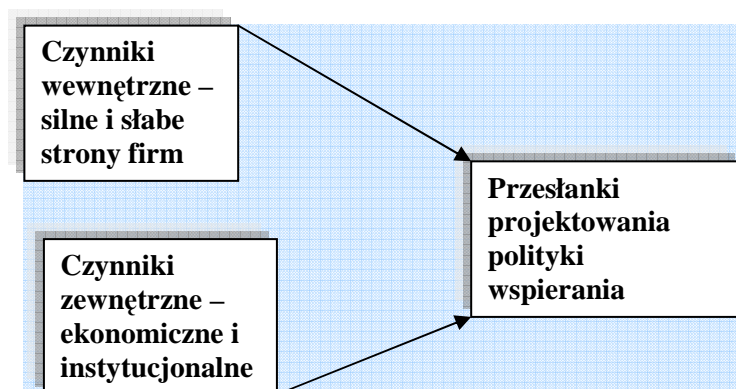 Czynniki
wewnętrzne –
silne i słabe
strony firm
Przesłanki
projektowania
polityki
wspierania
Czynniki
zewnętrzne –
ekonomiczne i
instytucjonalne